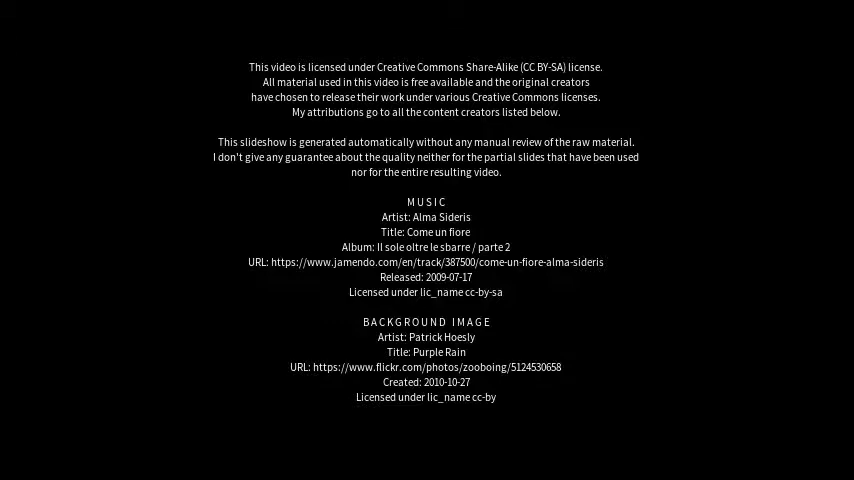 This video is licensed under Creative Commons Share-Alike (CC BY-SA) license.
All material used in this video is free available and the original creators
have chosen to release their work under various Creative Commons licenses.
My attributions go to all the content creators listed below.
This slideshow is generated automatically without any manual review of the raw material.
I don't give any guarantee about the quality neither for the partial slides that have been used
nor for the entire resulting video.
MUSIC
Artist: Alma Sideris
Title: Come un fiore
Album: Il sole oltre le sbarre / parte 2
URL: https://www.jamendo.com/en/track/387500/come-un-fiore-alma-sideris
Released: 2009-07-17
Licensed under lic_name cc-by-sa
BACKGROUND IMAGE
Artist: Patrick Hoesly
Title: Purple Rain
URL: https://www.flickr.com/photos/zooboing/5124530658
Created: 2010-10-27
Licensed under lic_name cc-by